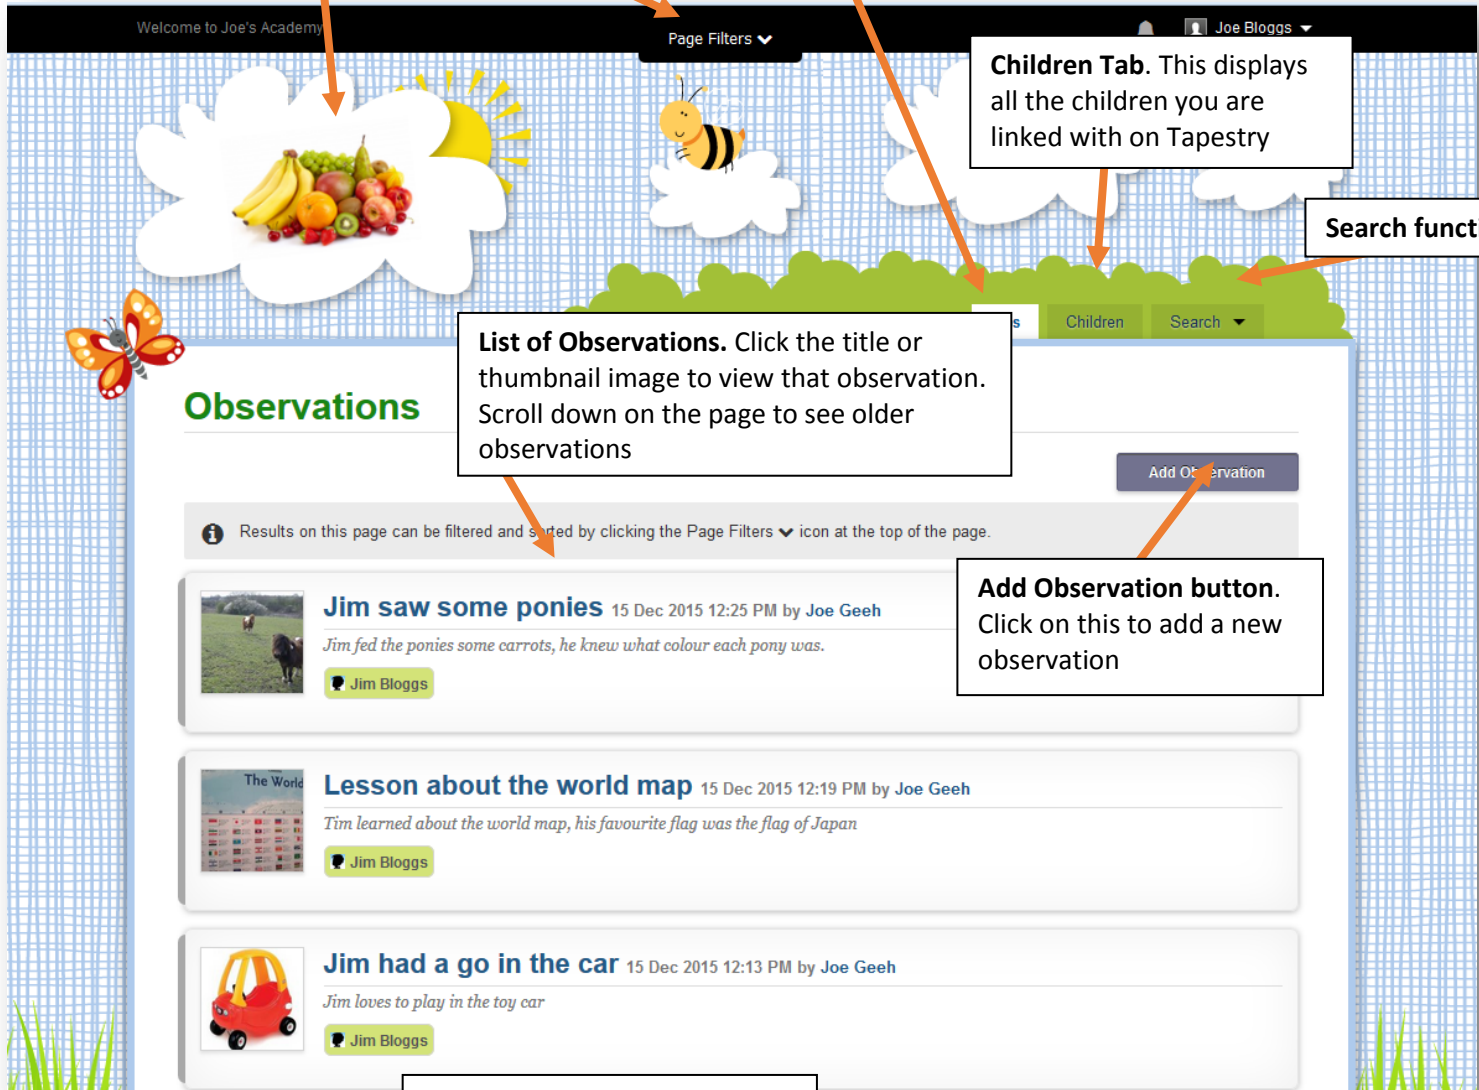 Welcome to Joe's Academy
Page Filters
Joe Bloggs
Children Tab. This displays
all the children you are
linked with on Tapestry
Search funct
s
Children
Search
List of Observations. Click the title or
thumbnail image to view that observation.
Scroll down on the page to see older
observations
Observations
Add Observation
Results on this page can be filtered and sorted by clicking the Page Filters icon at the top of the page.
Add Observation button.
Click on this to add a new
observation
Jim saw some ponies 15 Dec 2015 12:25 PM by Joe Geeh
Jim fed the ponies some carrots, he knew what colour each pony was.
Jim Bloggs
The World
Lesson about the world map 15 Dec 2015 12:19 PM by Joe Geeh
Tim learned about the world map, his favourite flag was the flag of Japan
Jim Bloggs
Jim had a go in the car 15 Dec 2015 12:13 PM by Joe Geeh
Jim loves to play in the toy car
Jim Bloggs